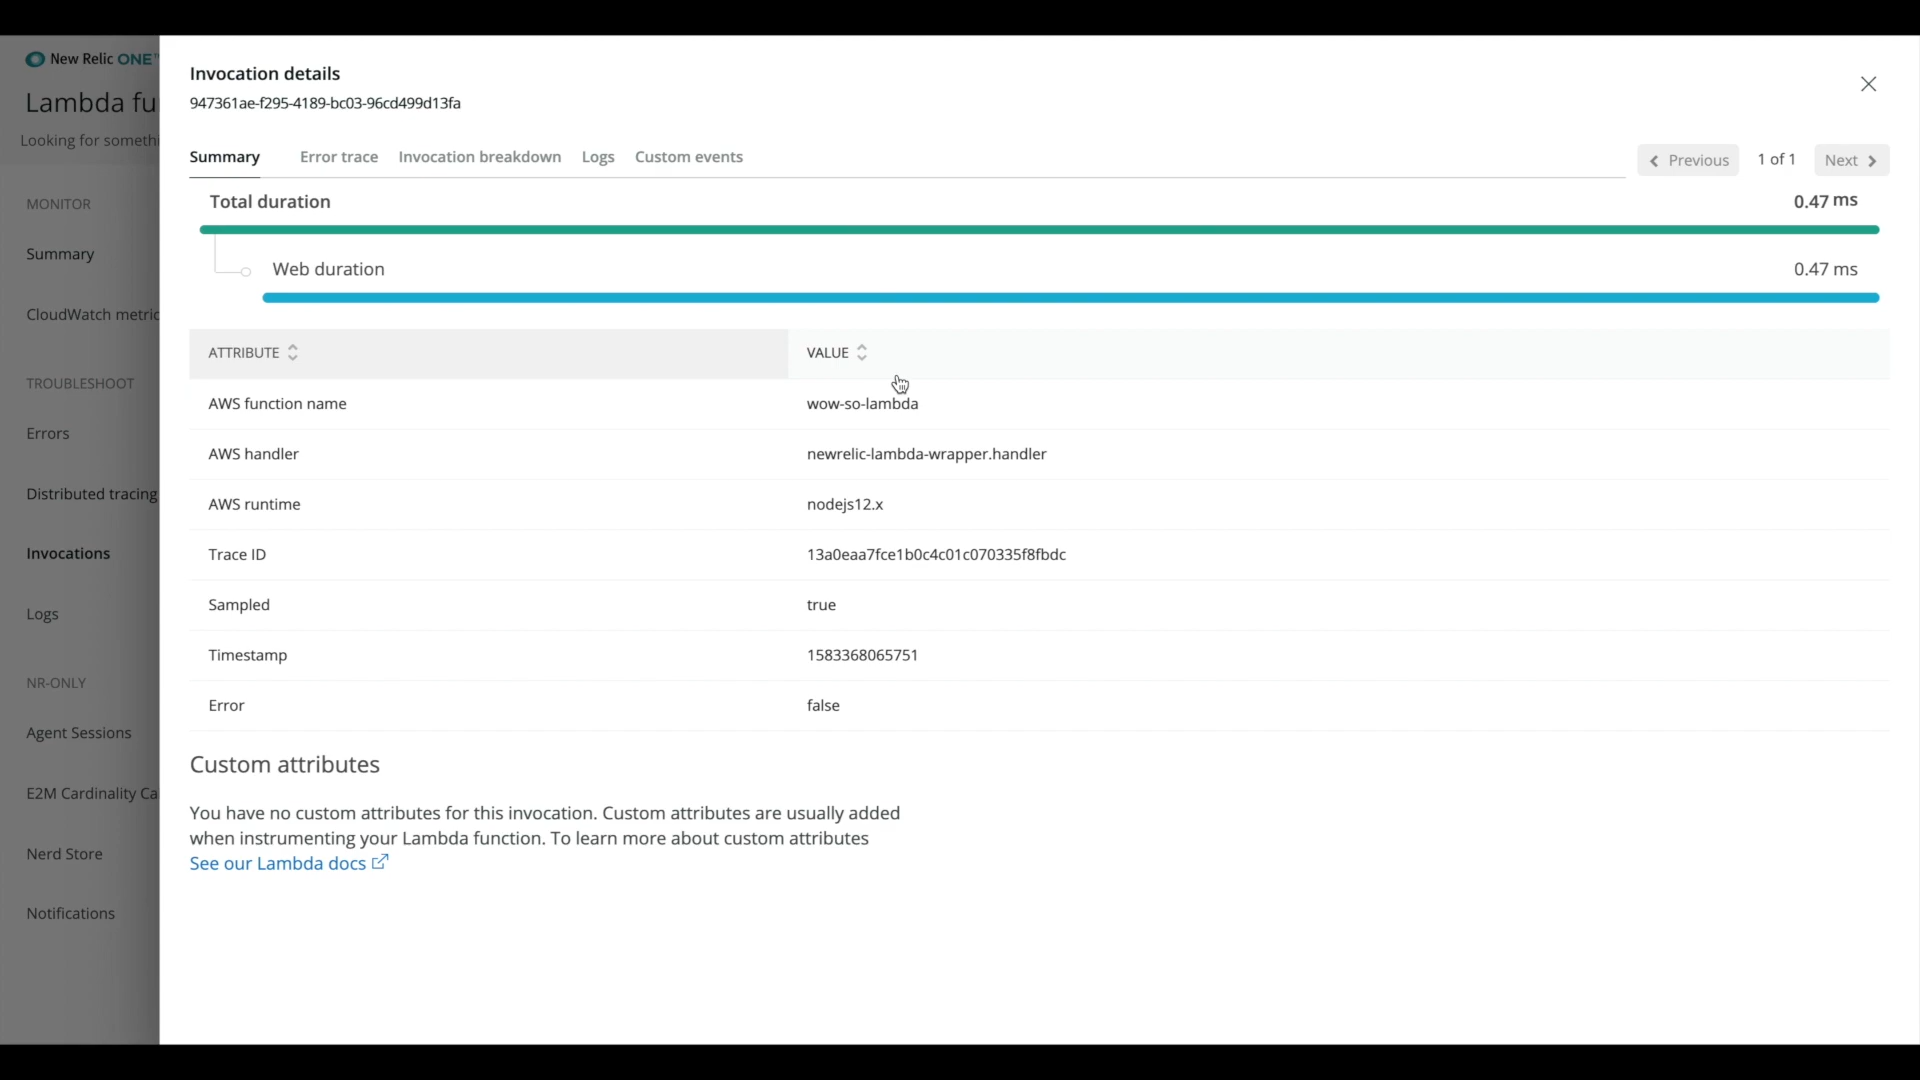 New Relic ONE™
Lambda fu
Looking for somethi
MONITOR
Summary
CloudWatch metric
TROUBLESHOOT
Errors
Distributed tracing
Invocations
Logs
NR-ONLY
Agent Sessions
E2M Cardinality Ca
Nerd Store
Notifications
Invocation details
947361ae-f295-4189-bc03-96cd499d13fa
Summary Error trace Invocation breakdown Logs Custom events
Previous 1 of 1 Next
Total duration 0.47 ms
Web duration 0.47 ms
ATTRIBUTE VALUE
AWS function name wow-so-lambda
AWS handler newrelic-lambda-wrapper.handler
AWS runtime nodejs12.x
Trace ID 13a0eaa7fce1b0c4c01c070335f8fbdc
Sampled true
Timestamp 1583368065751
Error false
Custom attributes
You have no custom attributes for this invocation. Custom attributes are usually added
when instrumenting your Lambda function. To learn more about custom attributes
See our Lambda docs